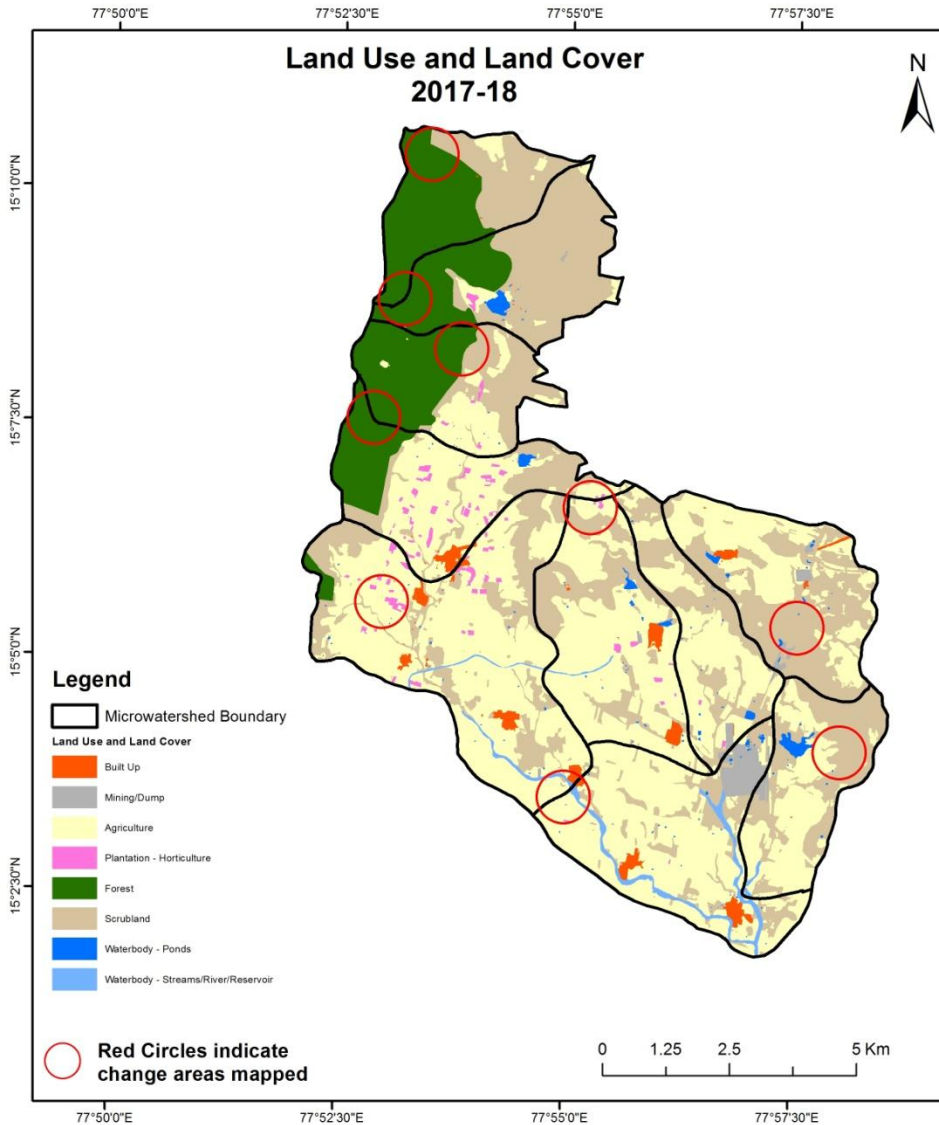 77°50'0"E 77°52'30"E 77°55'0"E 77°57'30"E
Land Use and Land Cover
2017-18
N
15°10'0"N
15°7'30"N
15°5'0"N
15°2'30"N
Legend
Microwatershed Boundary
Land Use and Land Cover
Built Up
Mining/Dump
Agriculture
Plantation - Horticulture
Forest
Scrubland
Waterbody - Ponds
Waterbody - Streams/River/Reservoir
Red Circles indicate
change areas mapped
0 1.25 2.5 5 Km
77°50'0"E 77°52'30"E 77°55'0"E 77°57'30"E